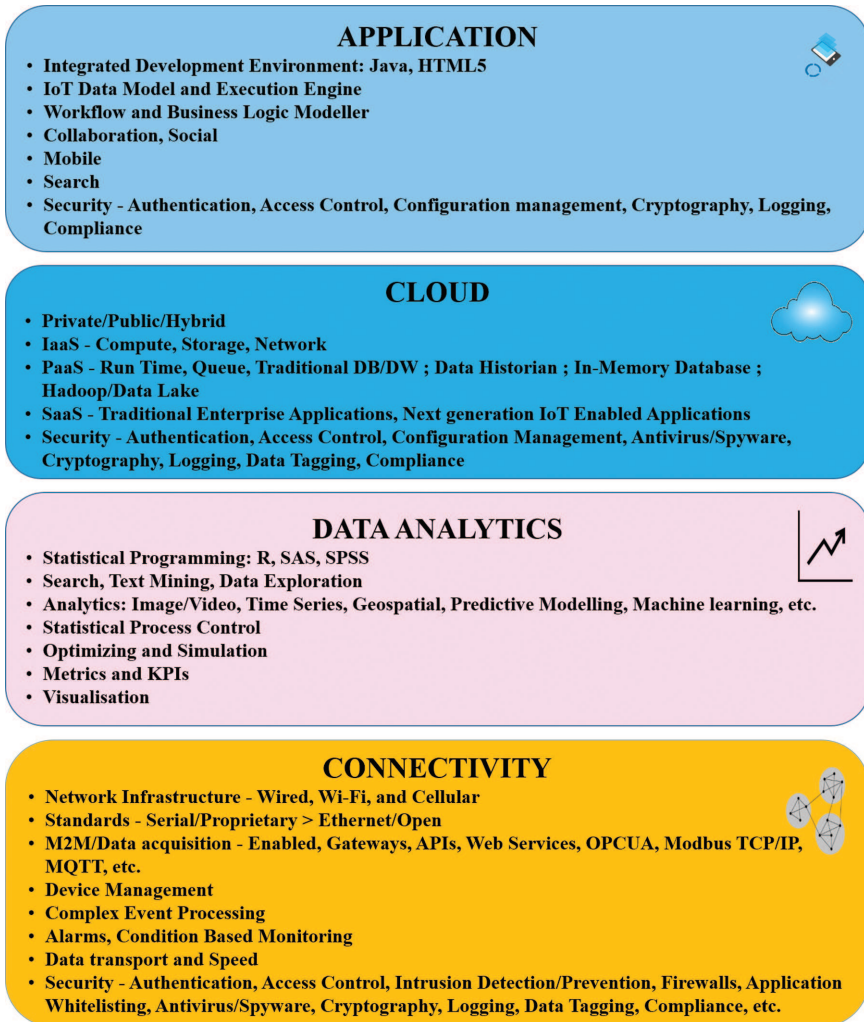 APPLICATION
• Integrated Development Environment: Java, HTML5
• IoT Data Model and Execution Engine
• Workflow and Business Logic Modeller
• Collaboration, Social
• Mobile
• Search
• Security - Authentication, Access Control, Configuration management, Cryptography, Logging,
Compliance
CLOUD
• Private/Public/Hybrid
• IaaS - Compute, Storage, Network
• PaaS - Run Time, Queue, Traditional DB/DW ; Data Historian ; In-Memory Database ;
Hadoop/Data Lake
• SaaS - Traditional Enterprise Applications, Next generation IoT Enabled Applications
• Security - Authentication, Access Control, Configuration Management, Antivirus/Spyware,
Cryptography, Logging, Data Tagging, Compliance
DATA ANALYTICS
• Statistical Programming: R, SAS, SPSS
• Search, Text Mining, Data Exploration
• Analytics: Image/Video, Time Series, Geospatial, Predictive Modelling, Machine learning, etc.
• Statistical Process Control
• Optimizing and Simulation
• Metrics and KPIs
• Visualisation
CONNECTIVITY
• Network Infrastructure - Wired, Wi-Fi, and Cellular
• Standards - Serial/Proprietary > Ethernet/Open
• M2M/Data acquisition - Enabled, Gateways, APIs, Web Services, OPCUA, Modbus TCP/IP,
MQTT, etc.
• Device Management
• Complex Event Processing
• Alarms, Condition Based Monitoring
• Data transport and Speed
• Security - Authentication, Access Control, Intrusion Detection/Prevention, Firewalls, Application
Whitelisting, Antivirus/Spyware, Cryptography, Logging, Data Tagging, Compliance, etc.